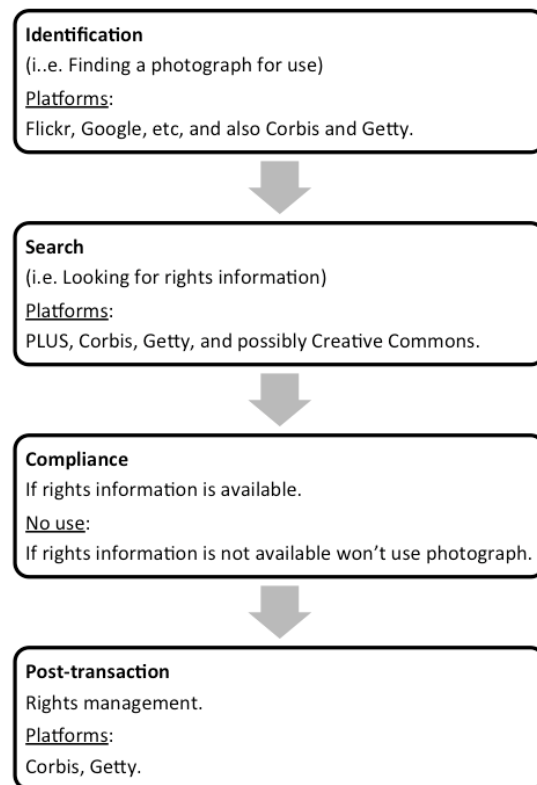 Identification
(i..e. Finding a photograph for use)
Platforms:
Flickr, Google, etc, and also Corbis and Getty.
Search
(i.e. Looking for rights information)
Platforms:
PLUS, Corbis, Getty, and possibly Creative Commons.
Compliance
If rights information is available.
No use:
If rights information is not available won’t use photograph.
Post-transaction
Rights management.
Platforms:
Corbis, Getty.